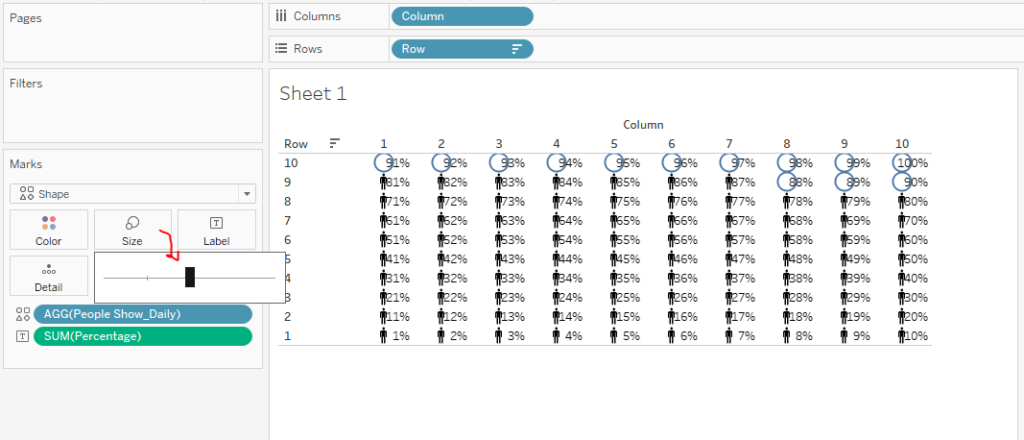 Pages
Columns
Column
Rows
Row
Filters
Sheet 1
Column
Row 1 2 3 4 5 6 7 8 9 10
10 91% 92% 93% 94% 95% 96% 97% 98% 99% 100%
9 81% 82% 83% 84% 85% 86% 87% 88% 89% 90%
8 71% 72% 73% 74% 75% 76% 77% 78% 79% 80%
7 61% 62% 63% 64% 65% 66% 67% 68% 69% 70%
6 51% 52% 53% 54% 55% 56% 57% 58% 59% 60%
5 41% 42% 43% 44% 45% 46% 47% 48% 49% 50%
4 31% 32% 33% 34% 35% 36% 37% 38% 39% 40%
3 21% 22% 23% 24% 25% 26% 27% 28% 29% 30%
2 11% 12% 13% 14% 15% 16% 17% 18% 19% 20%
1 1% 2% 3% 4% 5% 6% 7% 8% 9% 10%
Marks
Shape
Color Size Label
T
Detail
AGG(People Show_Daily)
T SUM(Percentage)